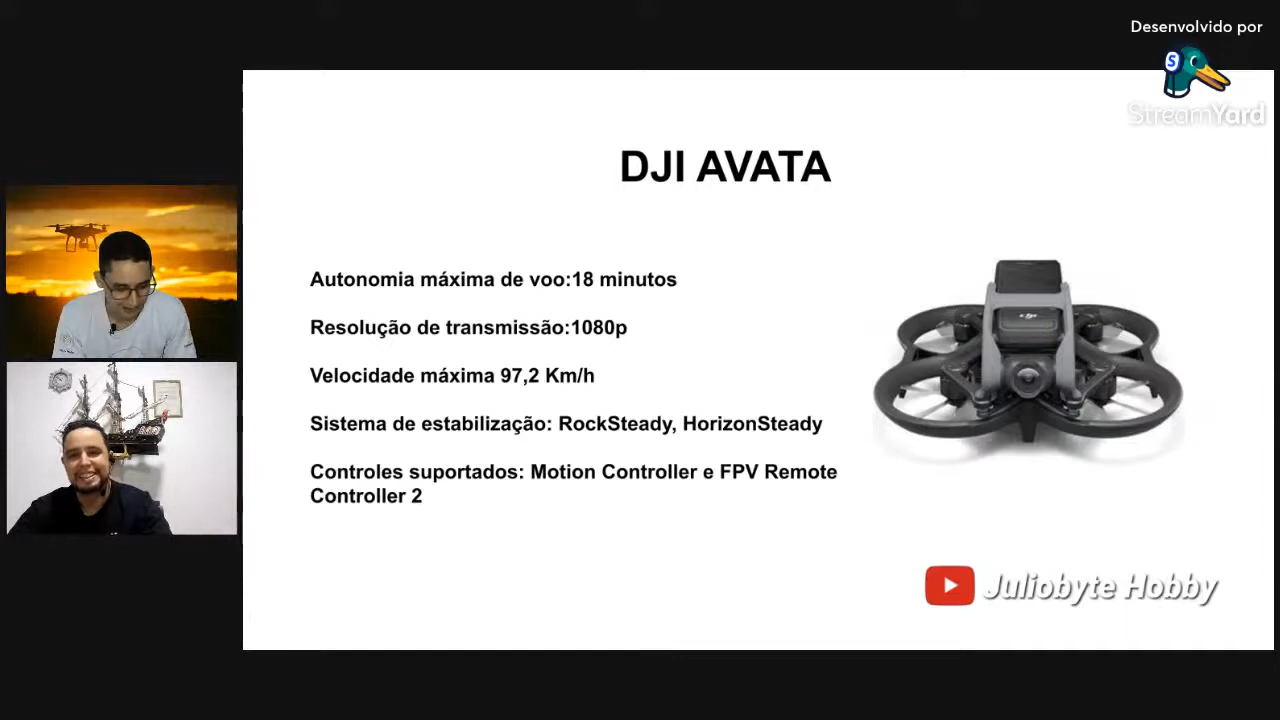 Desenvolvido por
StreamYard
DJI AVATA
Autonomia máxima de voo:18 minutos
Resolução de transmissão:1080p
Velocidade máxima 97,2 Km/h
Sistema de estabilização: RockSteady, HorizonSteady
Controles suportados: Motion Controller e FPV Remote
Controller 2
Juliobyte Hobby